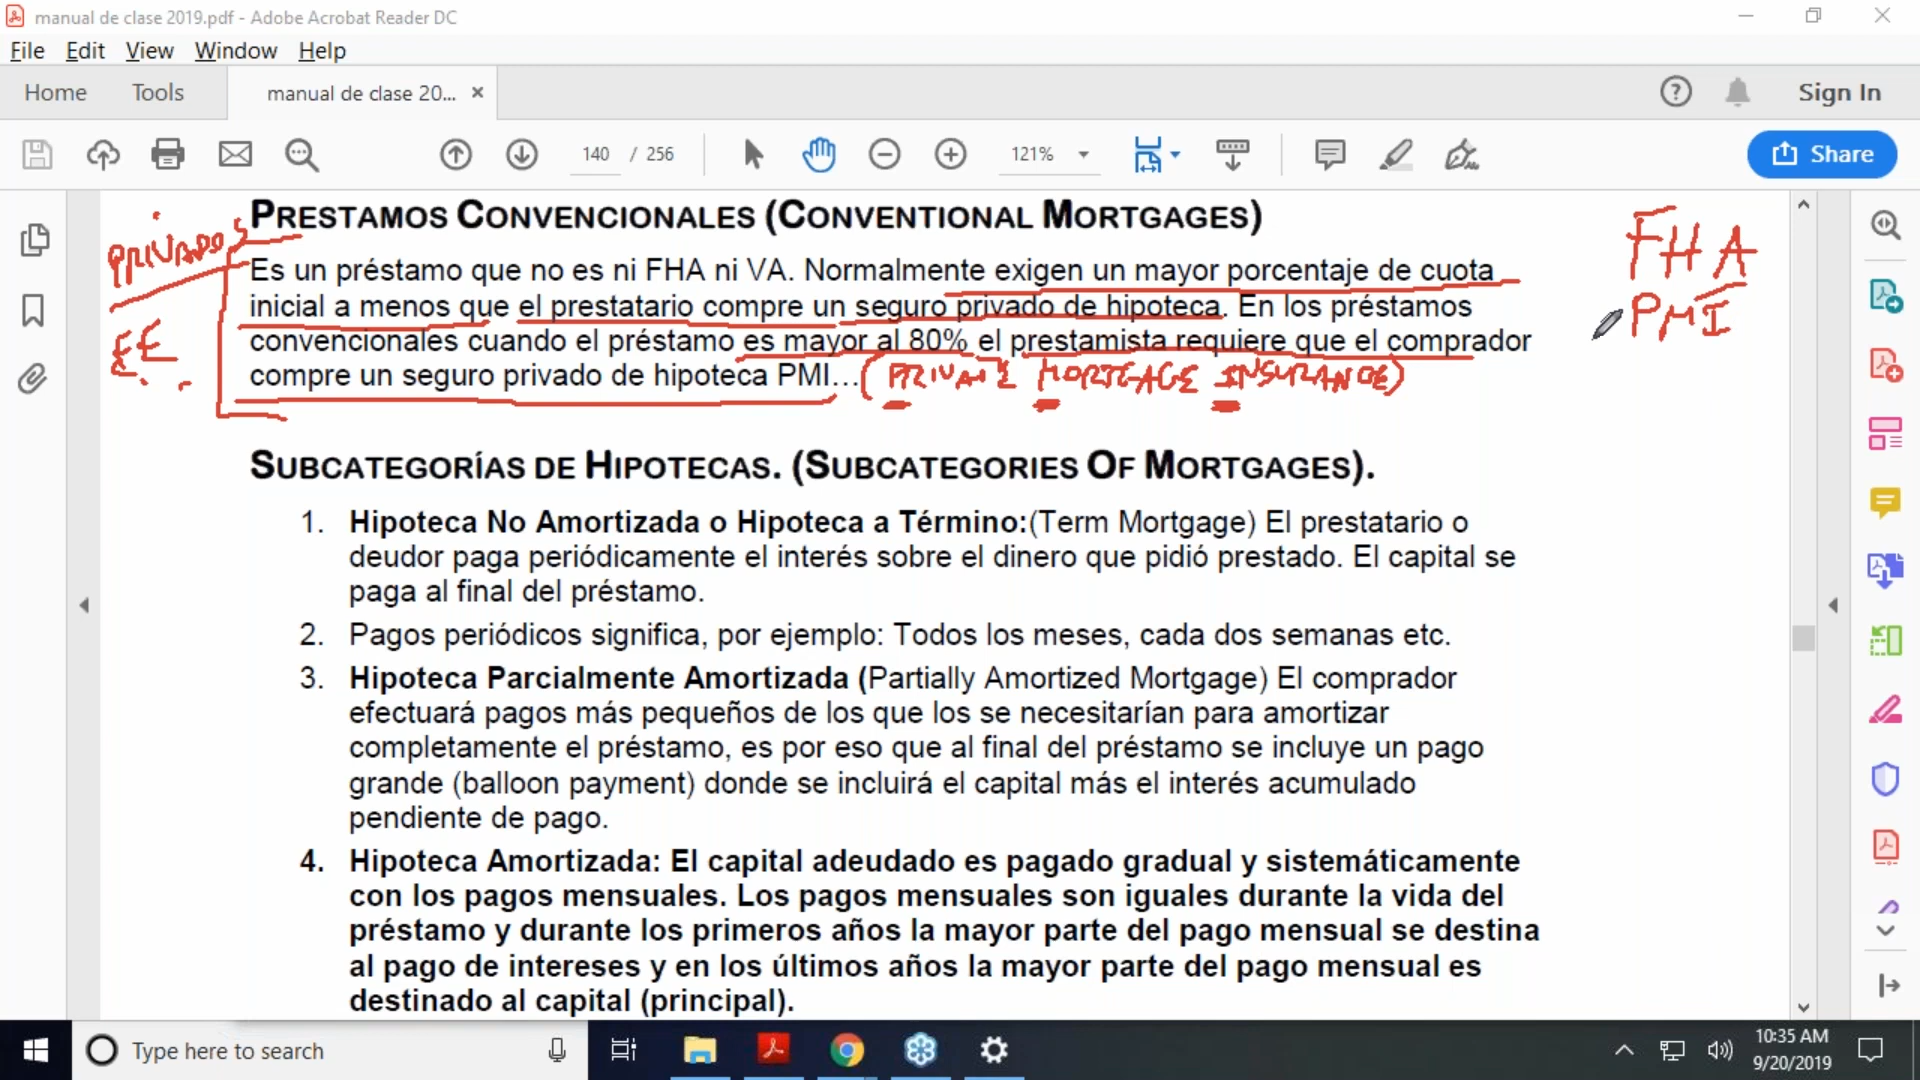 manual de clase 2019.pdf - Adobe Acrobat Reader DC
File Edit View Window Help
Home Tools manual de clase 20... × Sign In
140 / 256 121% Share
PRESTAMOS CONVENCIONALES (CONVENTIONAL MORTGAGES)
PRIVADOS
FHA
Es un préstamo que no es ni FHA ni VA. Normalmente exigen un mayor porcentaje de cuota
inicial a menos que el prestatario compre un seguro privado de hipoteca. En los préstamos
PMI
convencionales cuando el préstamo es mayor al 80% el prestamista requiere que el comprador
compre un seguro privado de hipoteca PMI... (PRIVATE MORTGAGE INSURANCE)
SUBCATEGORÍAS DE HIPOTECAS. (SUBCATEGORIES OF MORTGAGES).
1. Hipoteca No Amortizada o Hipoteca a Término:(Term Mortgage) El prestatario o
deudor paga periódicamente el interés sobre el dinero que pidió prestado. El capital se
paga al final del préstamo.
2. Pagos periódicos significa, por ejemplo: Todos los meses, cada dos semanas etc.
3. Hipoteca Parcialmente Amortizada (Partially Amortized Mortgage) El comprador
efectuará pagos más pequeños de los que los se necesitarían para amortizar
completamente el préstamo, es por eso que al final del préstamo se incluye un pago
grande (balloon payment) donde se incluirá el capital más el interés acumulado
pendiente de pago.
4. Hipoteca Amortizada: El capital adeudado es pagado gradual y sistemáticamente
con los pagos mensuales. Los pagos mensuales son iguales durante la vida del
préstamo y durante los primeros años la mayor parte del pago mensual se destina
al pago de intereses y en los últimos años la mayor parte del pago mensual es
destinado al capital (principal).
Type here to search
10:35 AM
9/20/2019